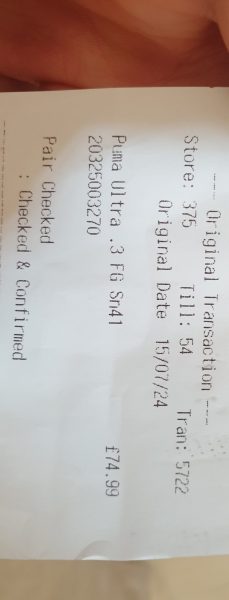 --- Original Transaction ---
Store: 375 Till: 54 Tran: 5722
Original Date 15/07/24
Puma Ultra .3 FG Sn41 £74.99
20325003270
Pair Checked
: Checked & Confirmed